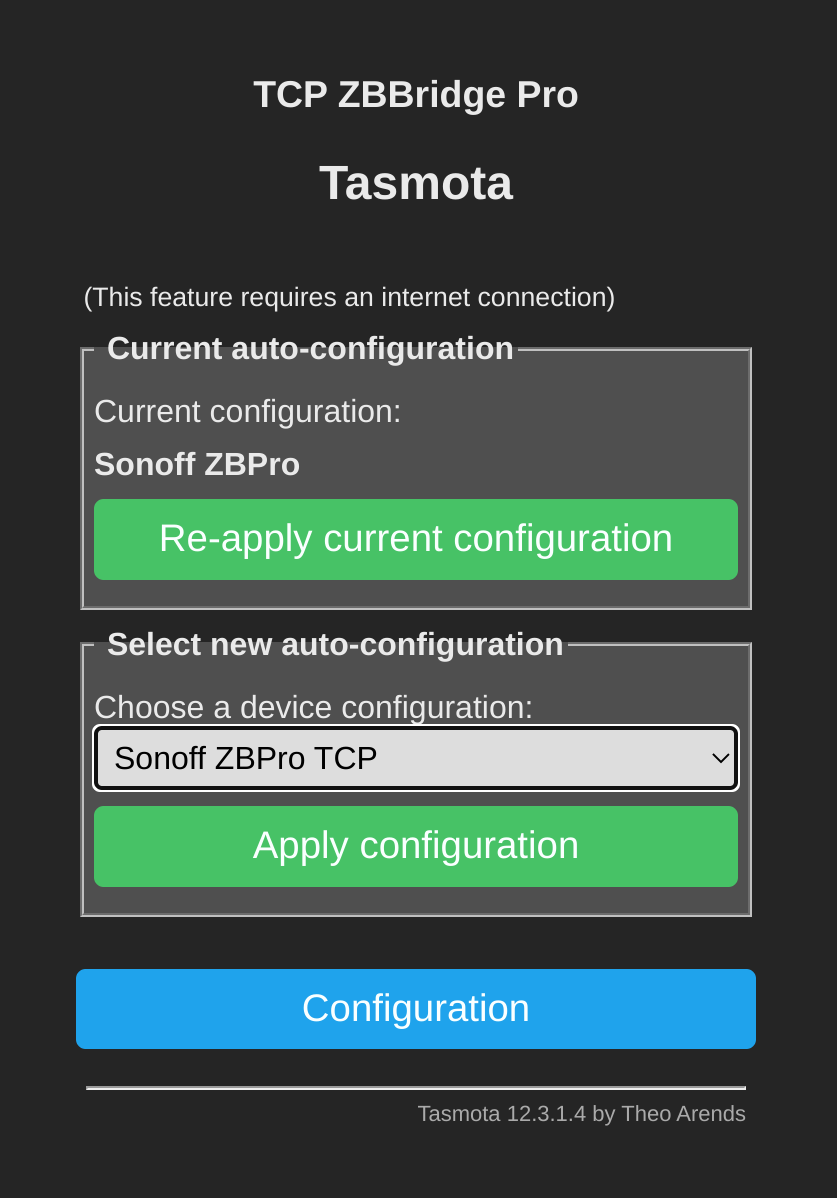 TCP ZBBridge Pro
Tasmota
(This feature requires an internet connection)
Current auto-configuration
Current configuration:
Sonoff ZBPro
Re-apply current configuration
Select new auto-configuration
Choose a device configuration:
Sonoff ZBPro TCP
Apply configuration
Configuration
Tasmota 12.3.1.4 by Theo Arends